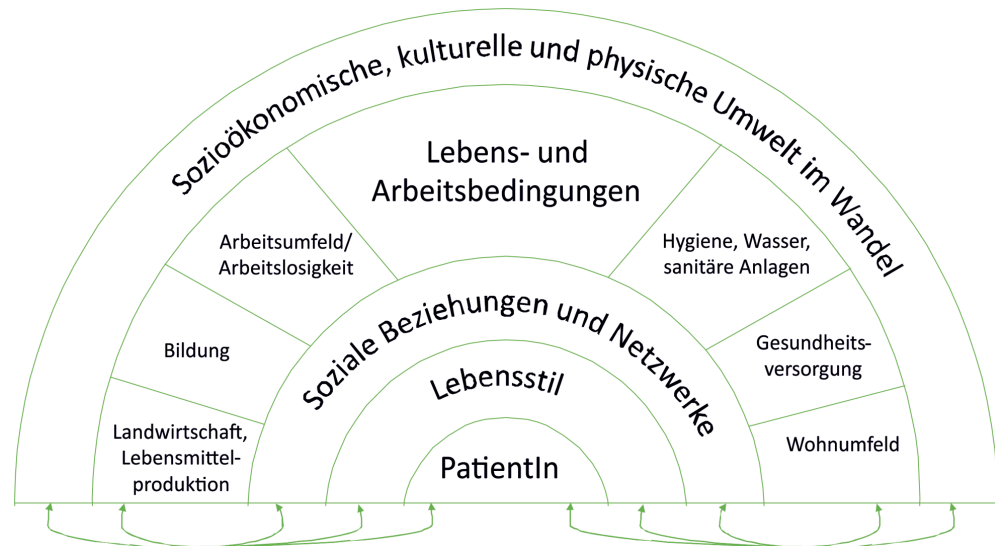 Sozioökonomische, kulturelle und physische Umwelt im Wandel
Lebens- und
Arbeitsbedingungen
Arbeitsumfeld/
Arbeitslosigkeit
Hygiene, Wasser,
sanitäre Anlagen
Bildung
Gesundheits-
versorgung
Landwirtschaft,
Lebensmittel-
produktion
Wohnumfeld
Soziale Beziehungen und Netzwerke
Lebensstil
PatientIn